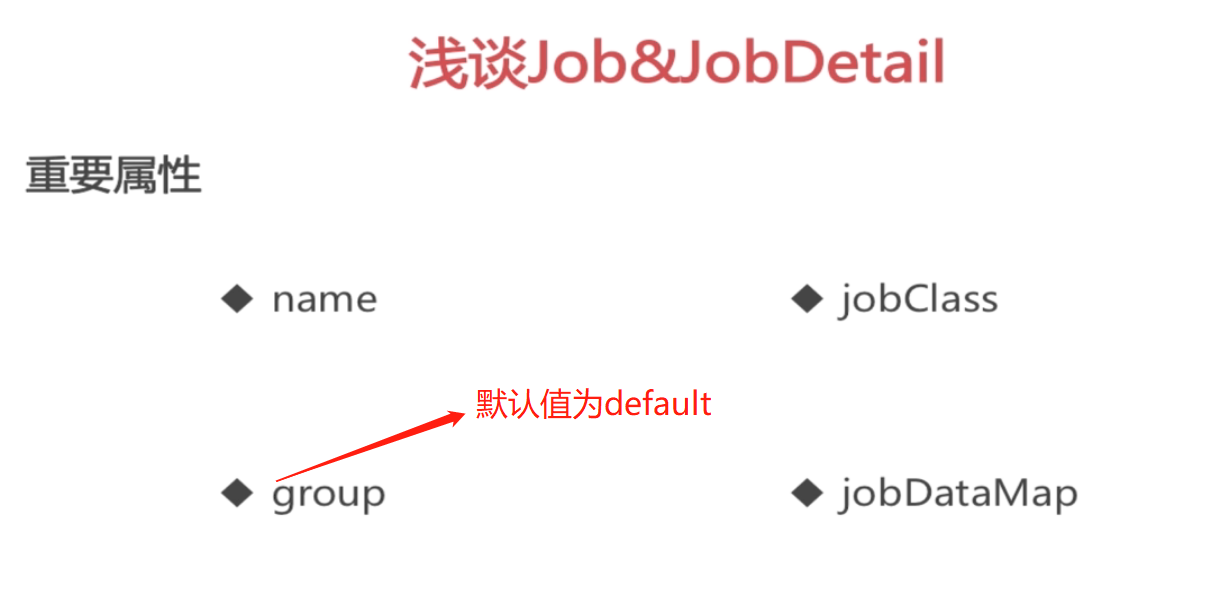 浅谈Job&JobDetail
重要属性
◆ name
◆ jobClass
默认值为default
◆ group
◆ jobDataMap